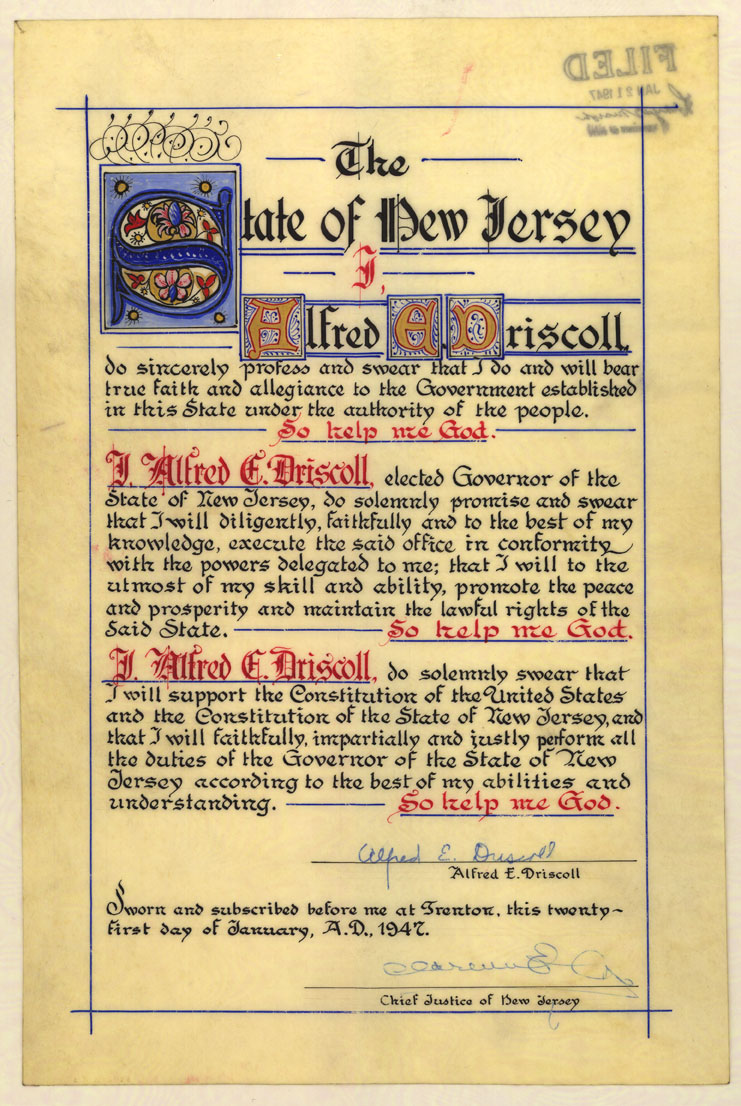 FILED
JAN 21 1947
The
State of New Jersey
I,
Alfred E. Driscoll,
do sincerely profess and swear that I do and will bear
true faith and allegiance to the Government established
in this State under the authority of the people.
So help me God.
I, Alfred E. Driscoll, elected Governor of the
State of New Jersey, do solemnly promise and swear
that I will diligently, faithfully and to the best of my
knowledge, execute the said office in conformity
with the powers delegated to me; that I will to the
utmost of my skill and ability, promote the peace
and prosperity and maintain the lawful rights of the
said State. So help me God.
I, Alfred E. Driscoll, do solemnly swear that
I will support the Constitution of the United States
and the Constitution of the State of New Jersey, and
that I will faithfully, impartially and justly perform all
the duties of the Governor of the State of New
Jersey according to the best of my abilities and
understanding. So help me God.
Alfred E. Driscoll
Alfred E. Driscoll
Sworn and subscribed before me at Trenton, this twenty-
first day of January, A.D., 1947.
Chief Justice of New Jersey